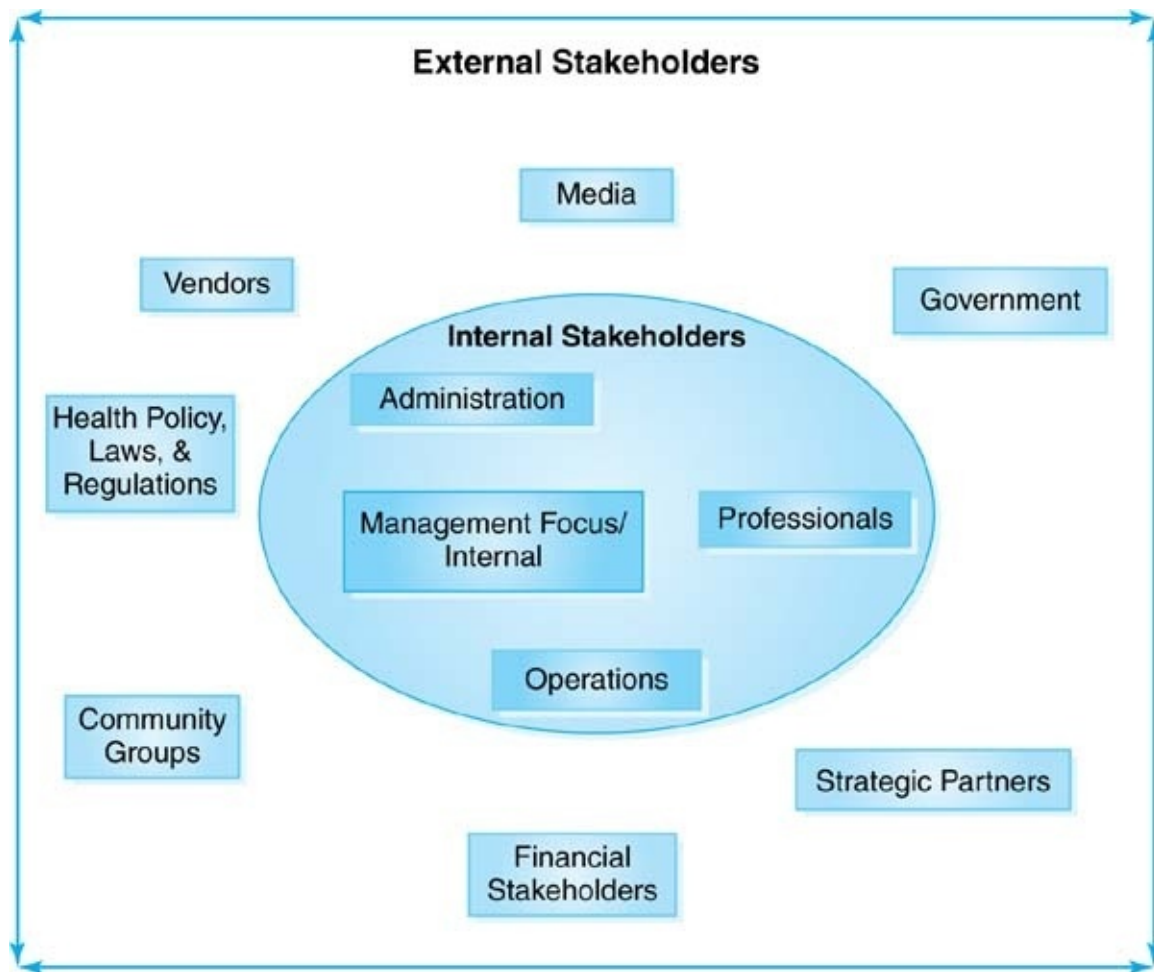 External Stakeholders
Media
Vendors
Government
Internal Stakeholders
Administration
Health Policy,
Laws, &
Regulations
Management Focus/
Internal
Professionals
Operations
Community
Groups
Strategic Partners
Financial
Stakeholders